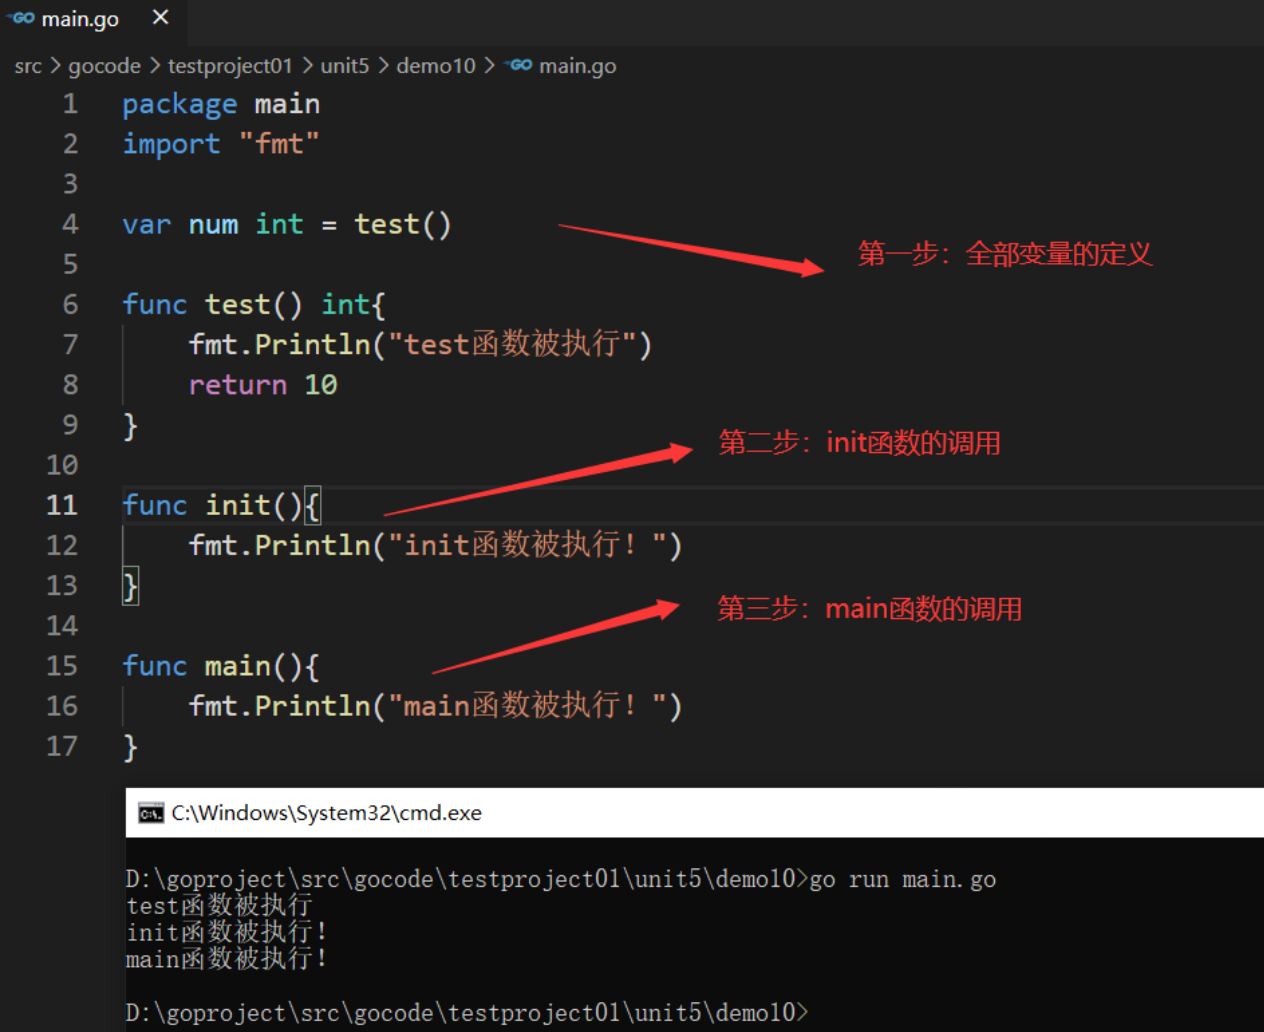 GO main.go ×
src > gocode > testproject01 > unit5 > demo10 > GO main.go
1 package main
2 import "fmt"
3
4 var num int = test()
第一步：全部变量的定义
5
6 func test() int{
7 fmt.Println("test函数被执行")
8 return 10
9 }
第二步：init函数的调用
10
11 func init(){
12 fmt.Println("init函数被执行！")
13 }
第三步：main函数的调用
14
15 func main(){
16 fmt.Println("main函数被执行！")
17 }
C:\Windows\System32\cmd.exe
D:\goproject\src\gocode\testproject01\unit5\demo10>go run main.go
test函数被执行
init函数被执行！
main函数被执行！
D:\goproject\src\gocode\testproject01\unit5\demo10>